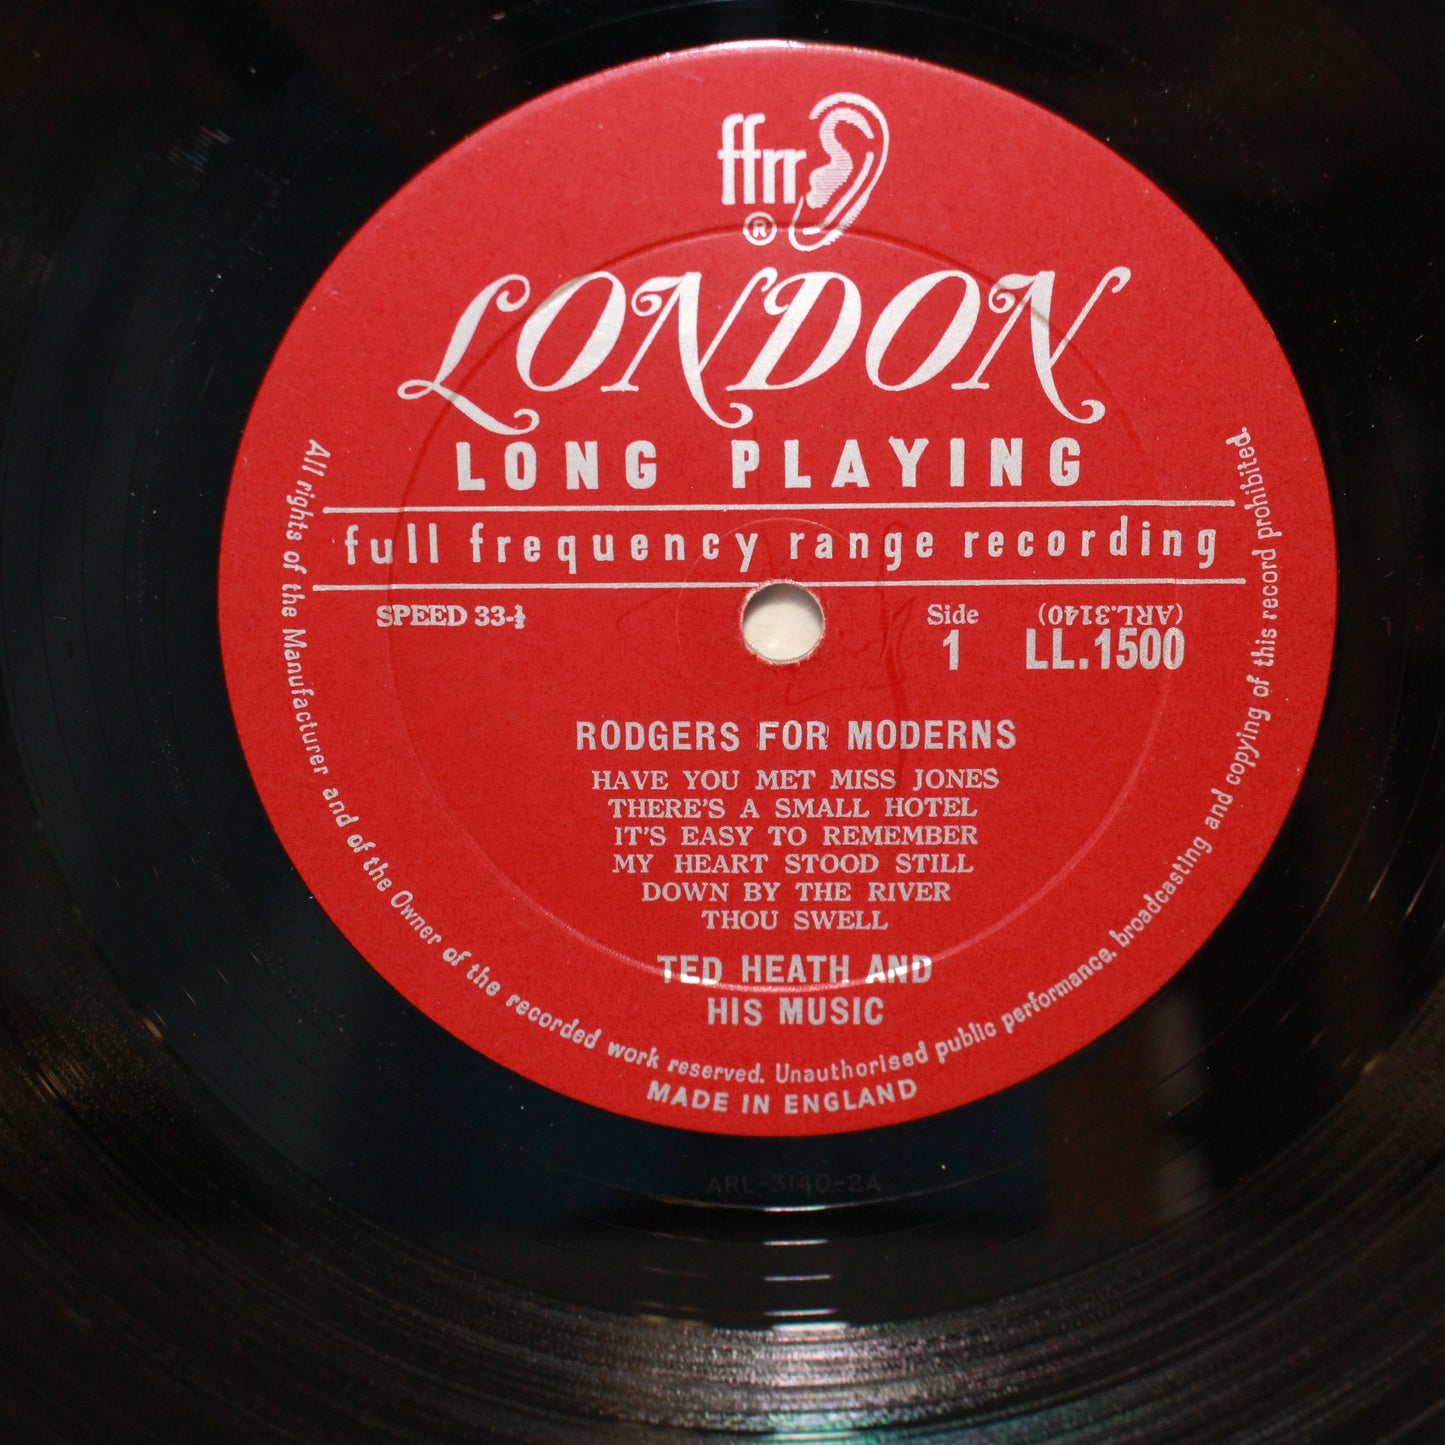 ffrr
®
LONDON
LONG PLAYING
full frequency range recording
SPEED 33-⅓
Side
1
(ARL.3140)
LL.1500
RODGERS FOR MODERNS
HAVE YOU MET MISS JONES
THERE'S A SMALL HOTEL
IT'S EASY TO REMEMBER
MY HEART STOOD STILL
DOWN BY THE RIVER
THOU SWELL
TED HEATH AND
HIS MUSIC
All rights of the Manufacturer and of the Owner of the recorded work reserved. Unauthorised public performance, broadcasting and copying of this record prohibited.
MADE IN ENGLAND
ARL-3140-2A